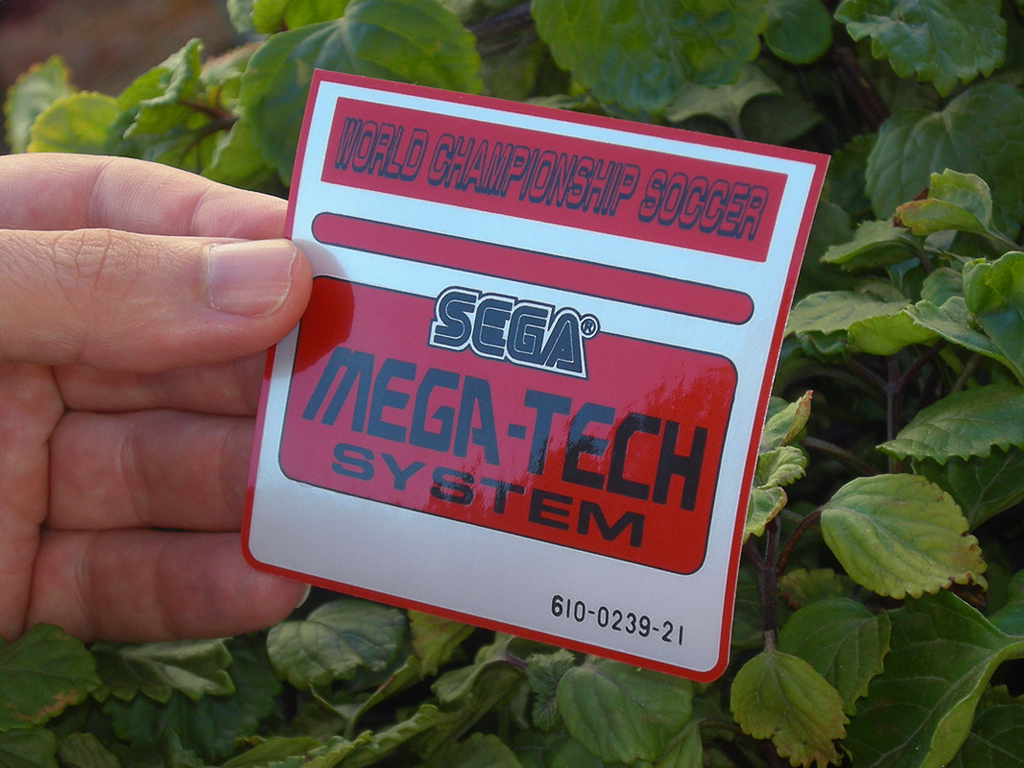 WORLD CHAMPIONSHIP SOCCER
SEGA®
MEGA-TECH
SYSTEM
610-0239-21